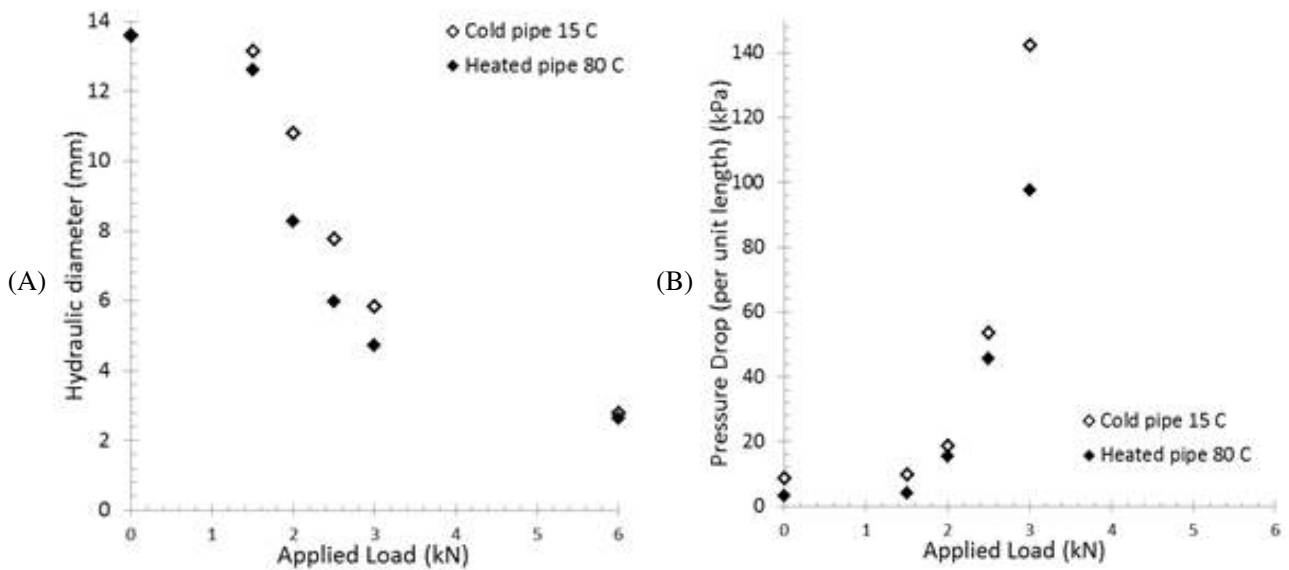 (A)
Hydraulic diameter (mm)
14
12
10
8
6
4
2
0
0 1 2 3 4 5 6
Applied Load (kN)
Cold pipe 15 C
Heated pipe 80 C
(B)
Pressure Drop (per unit length) (kPa)
140
120
100
80
60
40
20
0
0 1 2 3 4 5 6
Applied Load (kN)
Cold pipe 15 C
Heated pipe 80 C